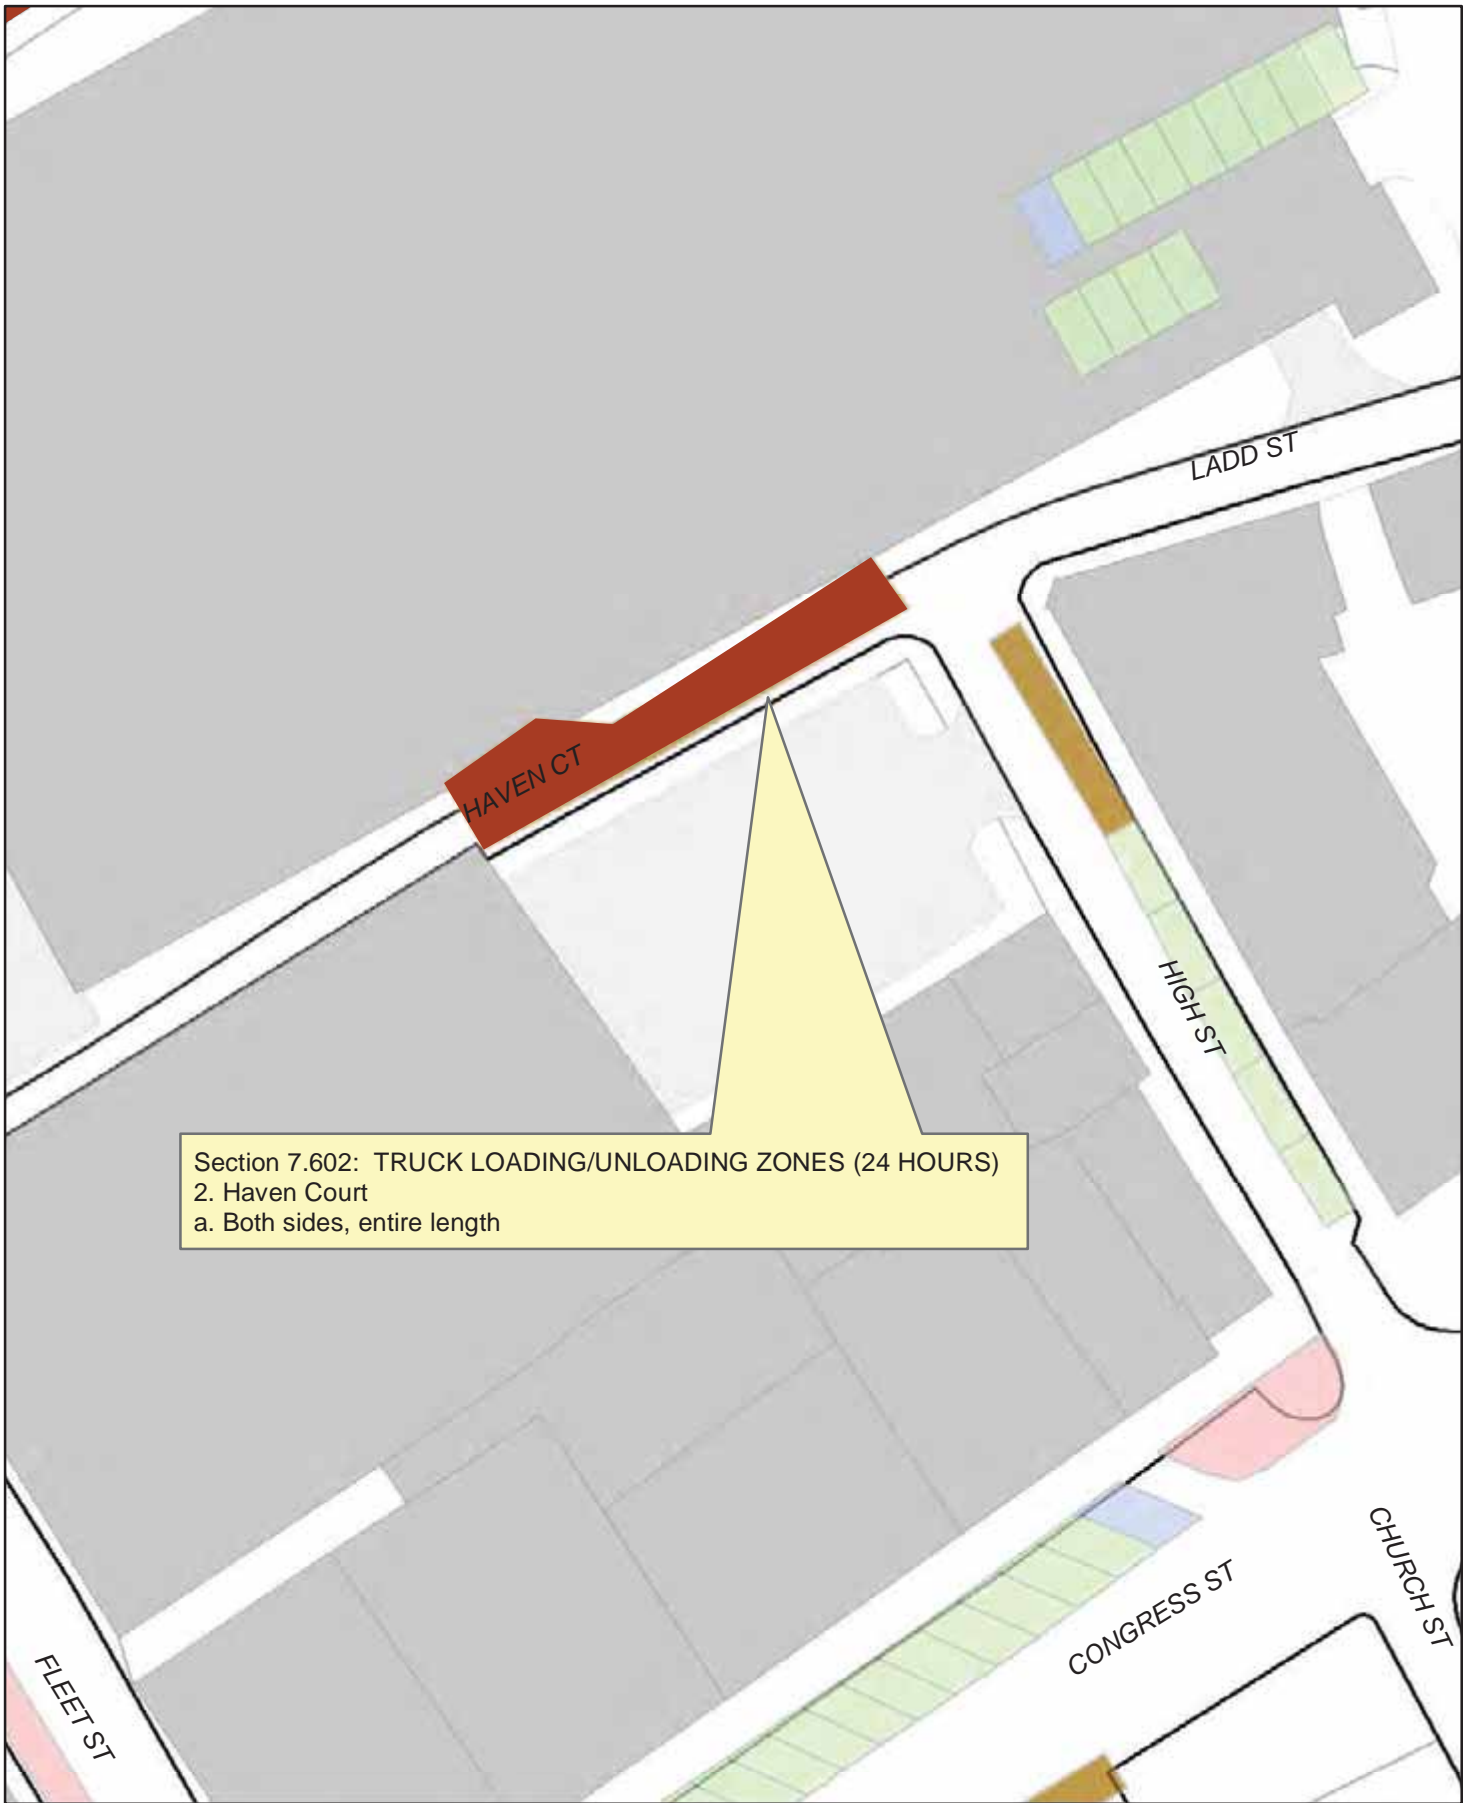 LADD ST
HAVEN CT
HIGH ST
Section 7.602: TRUCK LOADING/UNLOADING ZONES (24 HOURS)
2. Haven Court
a. Both sides, entire length
CHURCH ST
CONGRESS ST
FLEET ST